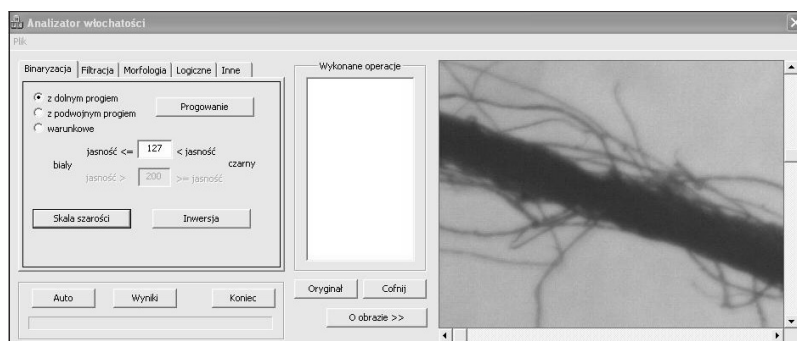 Analizator włochatości
Plik
Binaryzacja Filtracja Morfologia Logiczne Inne
z dolnym progiem
z podwojnym progiem
warunkowe
Progowanie
jasność <= 127 < jasność
biały czarny
jasność > 200 >= jasność
Skala szarości Inwersja
Auto Wyniki Koniec
Wykonane operacje
Oryginał Cofnij
O obrazie >>